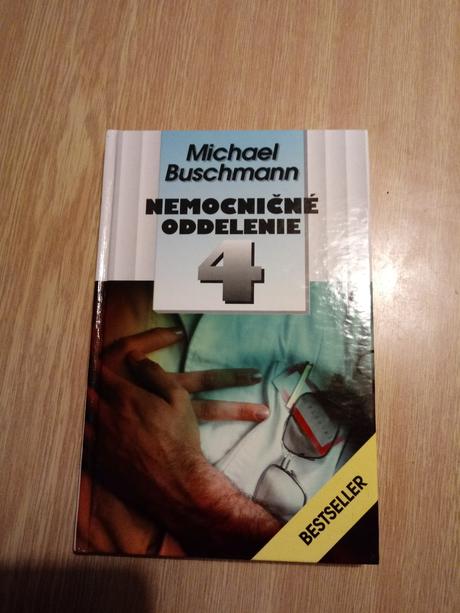 Michael
Buschmann
NEMOCNIČNÉ
ODDELENIE
4
BESTSELLER